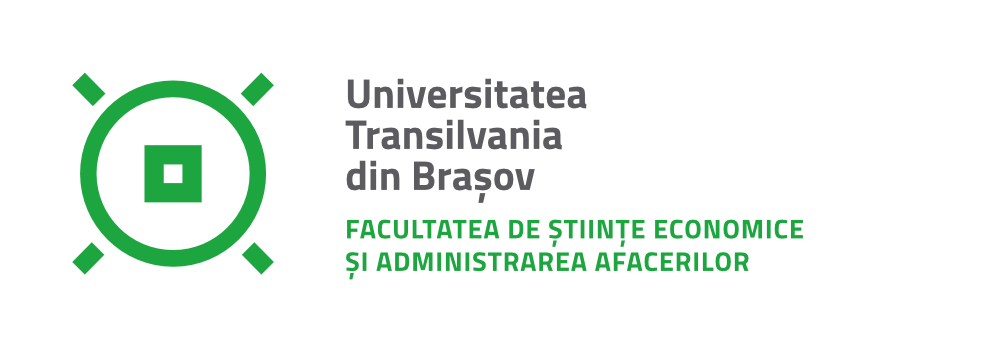 Universitatea
Transilvania
din Brașov
FACULTATEA DE ȘTIINȚE ECONOMICE
ȘI ADMINISTRAREA AFACERILOR